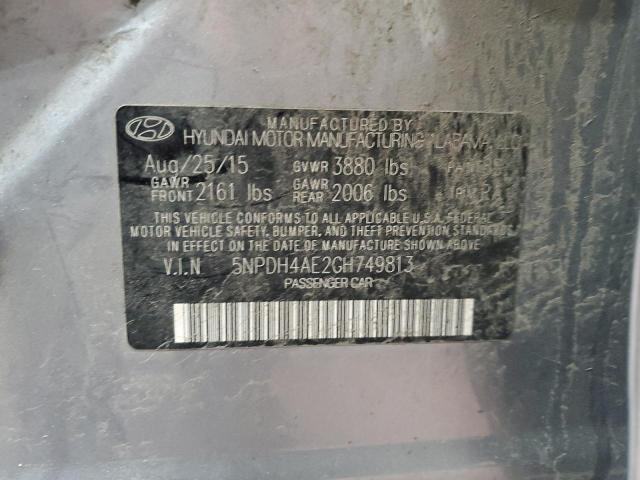 MANUFACTURED BY
HYUNDAI MOTOR MANUFACTURING ALABAMA, LLC
Aug/25/15 GVWR 3880 lbs
GAWR FRONT 2161 lbs GAWR REAR 2006 lbs
THIS VEHICLE CONFORMS TO ALL APPLICABLE U.S.A. FEDERAL
MOTOR VEHICLE SAFETY, BUMPER, AND THEFT PREVENTION STANDARDS
IN EFFECT ON THE DATE OF MANUFACTURE SHOWN ABOVE.
V.I.N 5NPDH4AE2GH749813
PASSENGER CAR